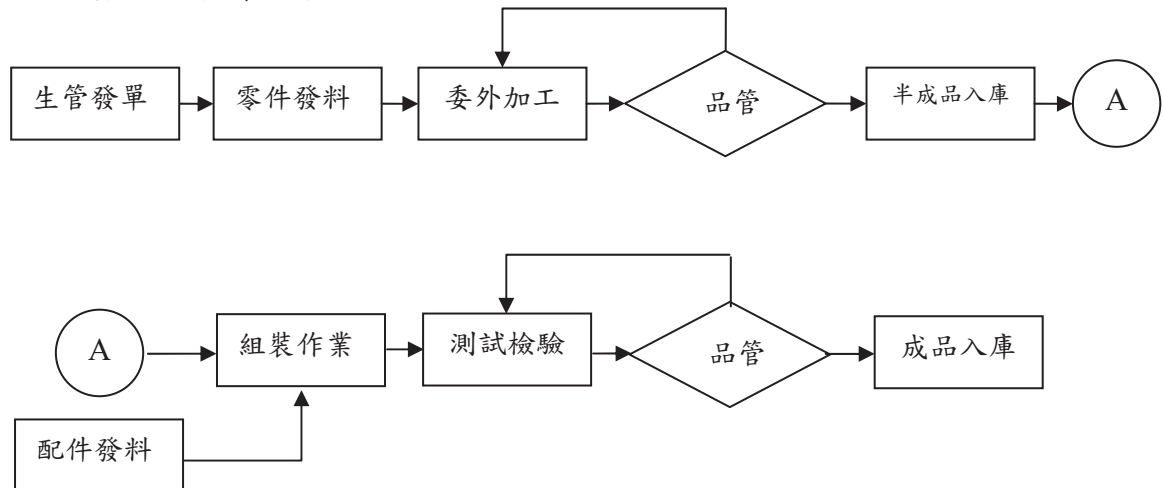 生管發單
零件發料
委外加工
品管
半成品入庫
A
A
組裝作業
測試檢驗
品管
成品入庫
配件發料